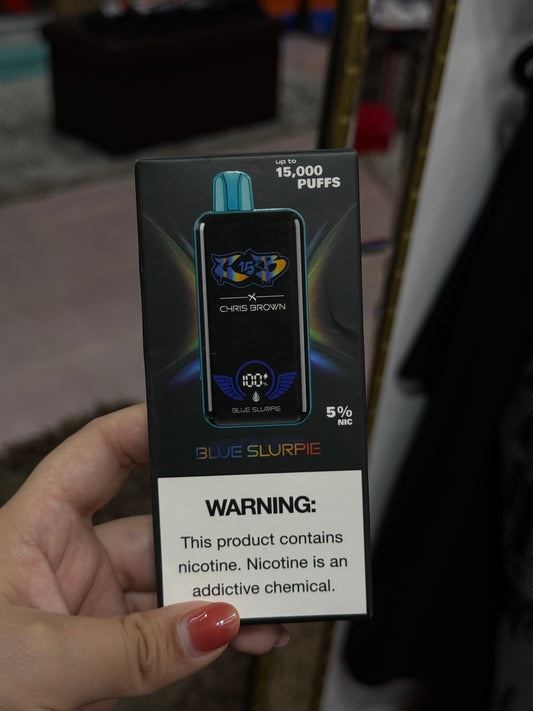 up to
15,000
PUFFS
15
X
CHRIS BROWN
100%
BLUE SLURPIE
5%
NIC
BLUE SLURPIE
WARNING:
This product contains
nicotine. Nicotine is an
addictive chemical.